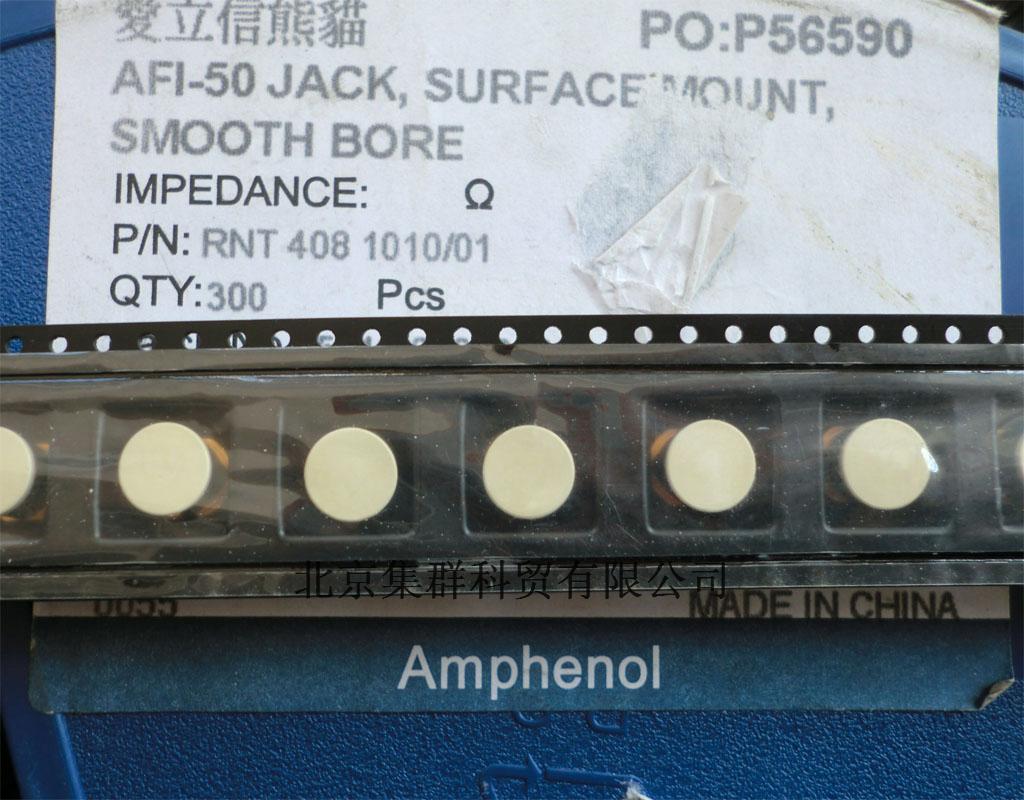 愛立信熊貓 PO:P56590
AFI-50 JACK, SURFACE MOUNT,
SMOOTH BORE
IMPEDANCE: Ω
P/N: RNT 408 1010/01
QTY:300 Pcs
北京集群科贸有限公司
0855 MADE IN CHINA
Amphenol